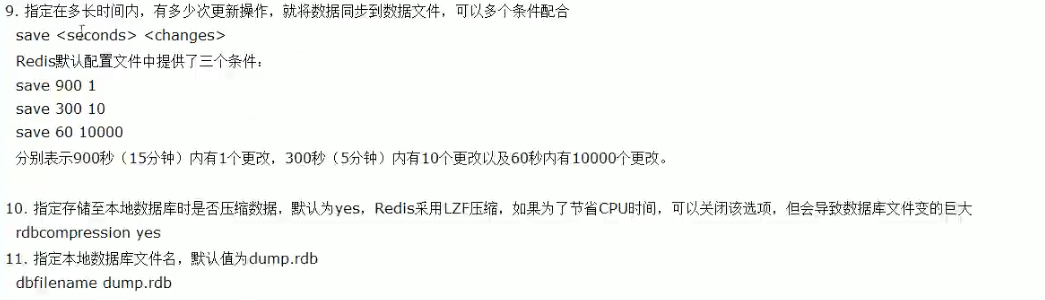 9. 指定在多长时间内，有多少次更新操作，就将数据同步到数据文件，可以多个条件配合
save <seconds> <changes>
Redis默认配置文件中提供了三个条件：
save 900 1
save 300 10
save 60 10000
分别表示900秒（15分钟）内有1个更改，300秒（5分钟）内有10个更改以及60秒内有10000个更改。
10. 指定存储至本地数据库时是否压缩数据，默认为yes，Redis采用LZF压缩，如果为了节省CPU时间，可以关闭该选项，但会导致数据库文件变的巨大
rdbcompression yes
11. 指定本地数据库文件名，默认值为dump.rdb
dbfilename dump.rdb